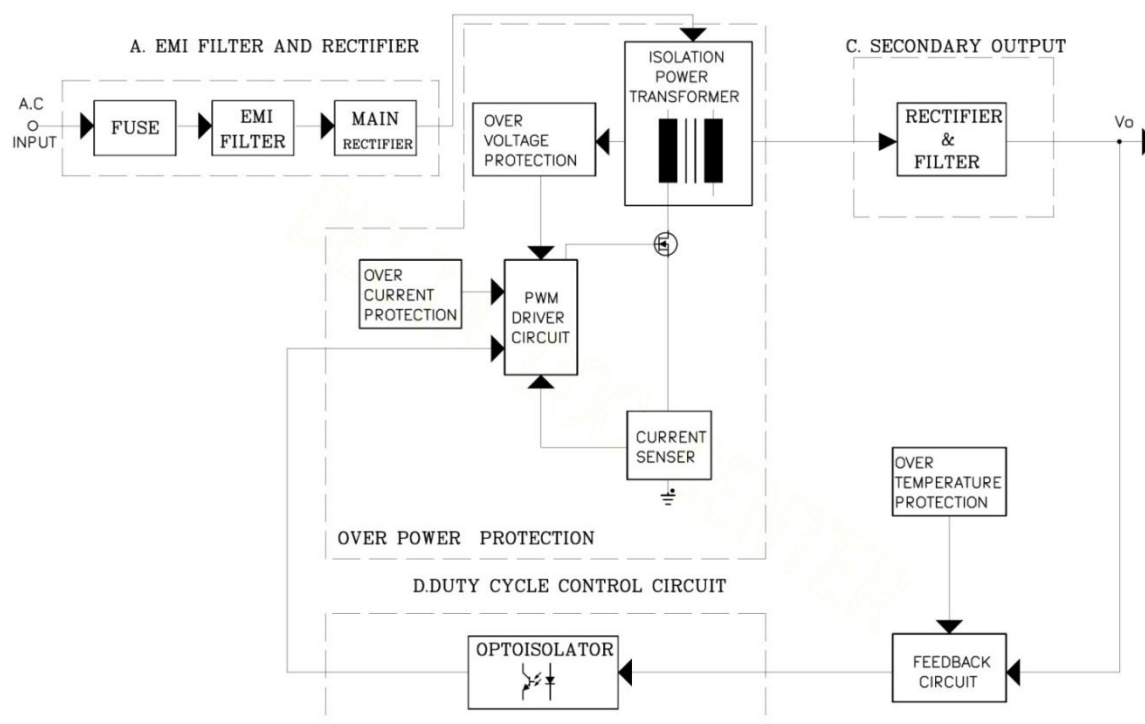 A. EMI FILTER AND RECTIFIER
A.C
INPUT
FUSE
EMI
FILTER
MAIN
RECTIFIER
OVER
VOLTAGE
PROTECTION
ISOLATION
POWER
TRANSFORMER
C. SECONDARY OUTPUT
RECTIFIER
&
FILTER
Vo
OVER
CURRENT
PROTECTION
PWM
DRIVER
CIRCUIT
CURRENT
SENSER
OVER POWER PROTECTION
OVER
TEMPERATURE
PROTECTION
D.DUTY CYCLE CONTROL CIRCUIT
OPTOISOLATOR
FEEDBACK
CIRCUIT